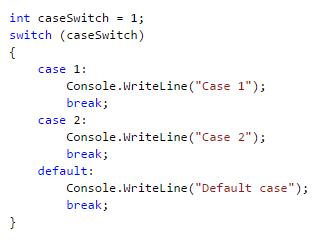 int caseSwitch = 1;
switch (caseSwitch)
{
    case 1:
        Console.WriteLine("Case 1");
        break;
    case 2:
        Console.WriteLine("Case 2");
        break;
    default:
        Console.WriteLine("Default case");
        break;
}